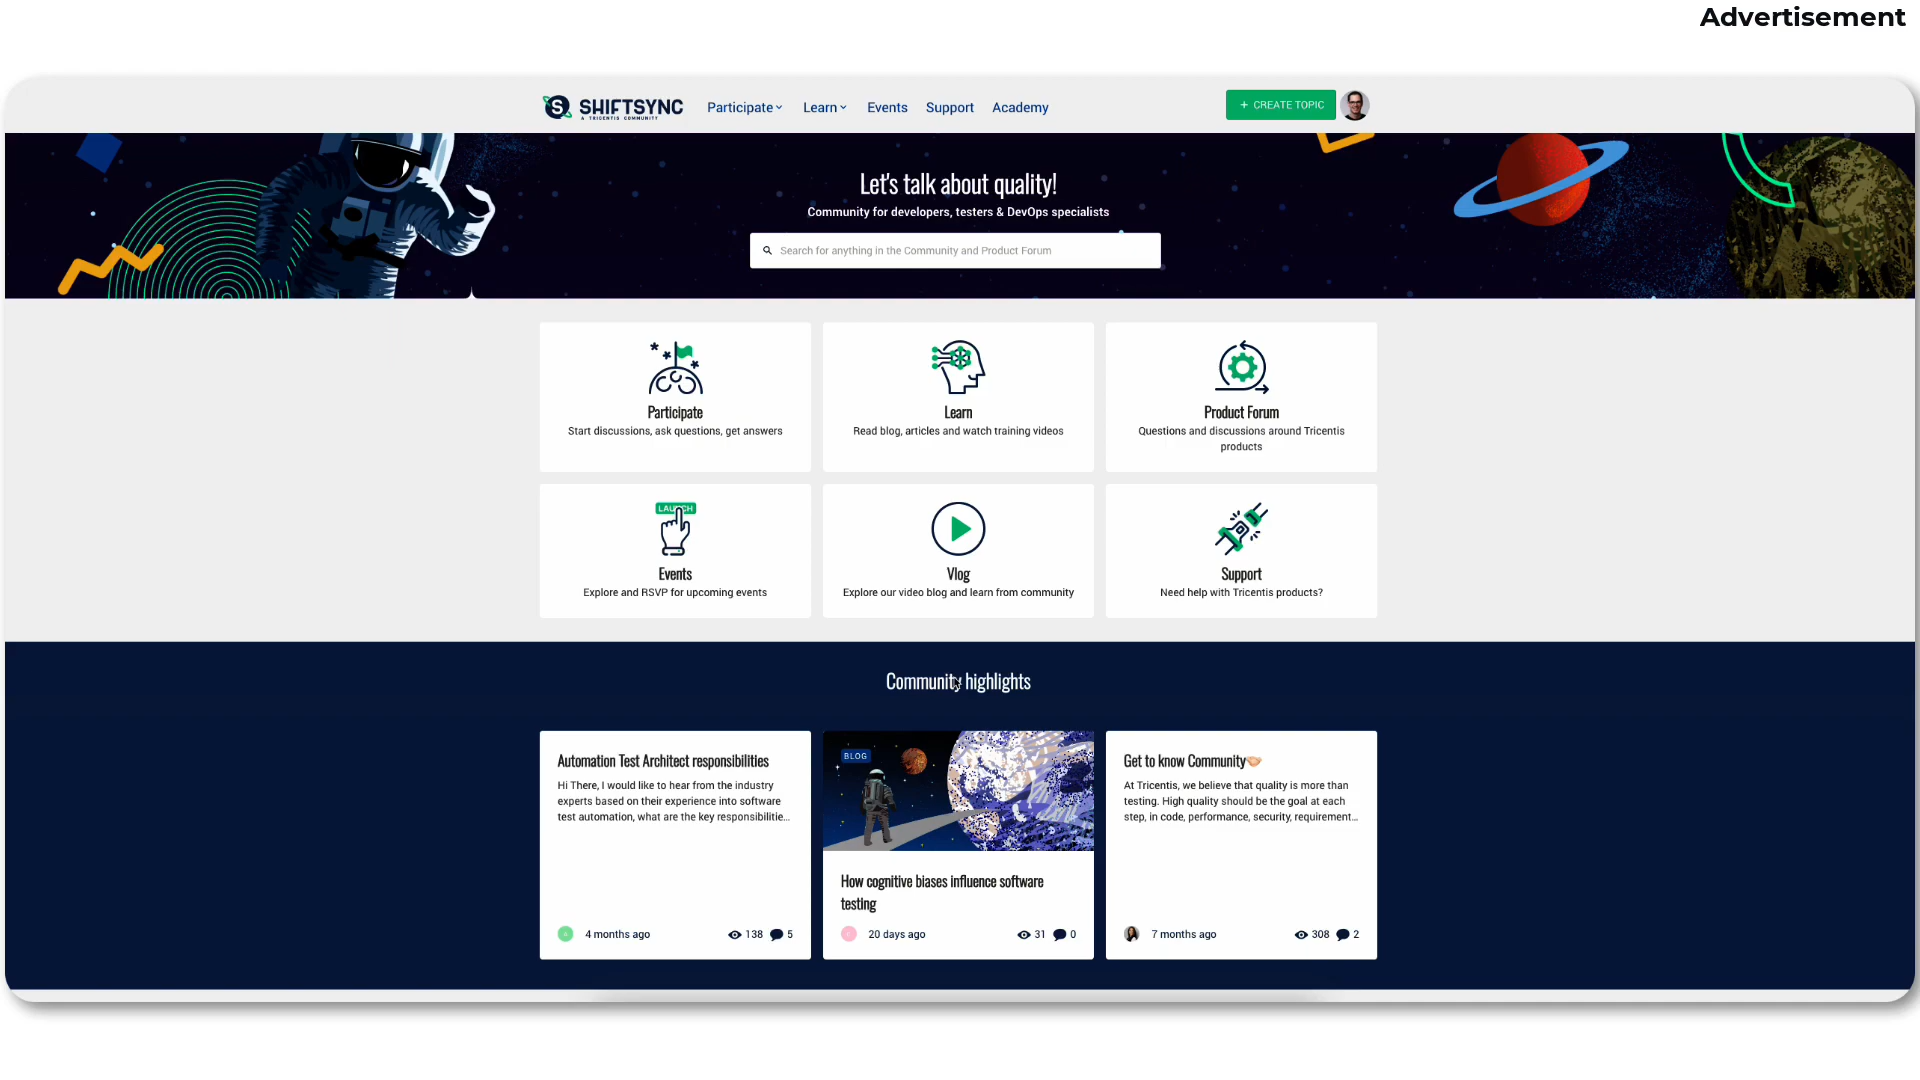 Advertisement
SHIFTSYNC
A TRICENTIS COMMUNITY
Participate
Learn
Events
Support
Academy
+ CREATE TOPIC
Let's talk about quality!
Community for developers, testers & DevOps specialists
Search for anything in the Community and Product Forum
Participate
Start discussions, ask questions, get answers
Learn
Read blog, articles and watch training videos
Product Forum
Questions and discussions around Tricentis
products
LAUNCH
Events
Explore and RSVP for upcoming events
Vlog
Explore our video blog and learn from community
Support
Need help with Tricentis products?
Community highlights
Automation Test Architect responsibilities
Hi There, I would like to hear from the industry
experts based on their experience into software
test automation, what are the key responsibilitie...
4 months ago
138
5
BLOG
How cognitive biases influence software
testing
20 days ago
31
0
Get to know Community🤝
At Tricentis, we believe that quality is more than
testing. High quality should be the goal at each
step, in code, performance, security, requirement...
7 months ago
308
2